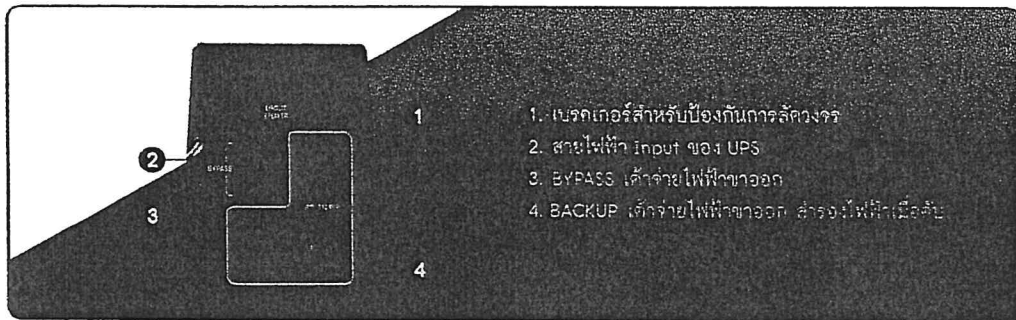 1
1. เบรคเกอร์สำหรับป้องกันการลัดวงจร
2
2. สายไฟฟ้า Input ของ UPS
BYPASS
3
3. BYPASS เต้าจ่ายไฟฟ้าขาออก
4. BACKUP เต้าจ่ายไฟฟ้าขาออก สำรองไฟฟ้าเมื่อดับ
4